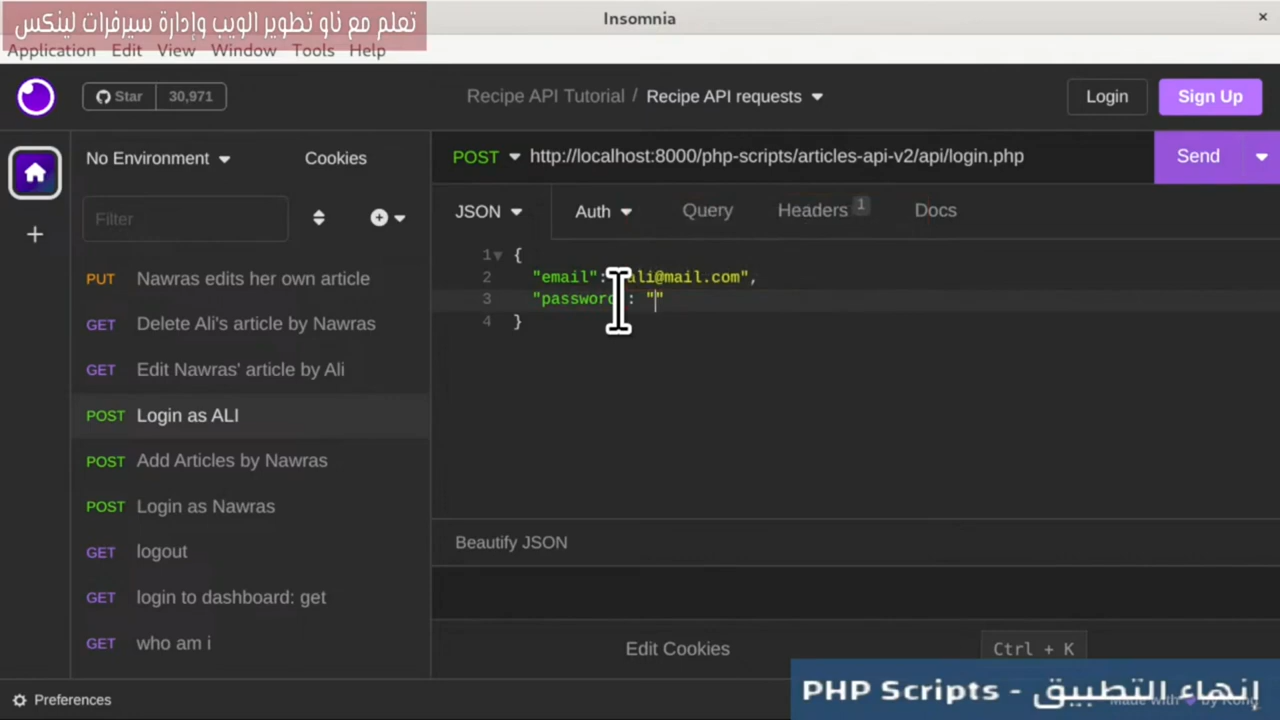 Insomnia
×
تعلم مع ناو تطوير الويب وإدارة سيرفرات لينكس
Application Edit View Window Tools Help
Star 30,971
Recipe API Tutorial / Recipe API requests
Login
Sign Up
No Environment
Cookies
POST http://localhost:8000/php-scripts/articles-api-v2/api/login.php
Send
Filter
JSON Auth Query Headers 1 Docs
1 {
2 "email": "ali@mail.com",
3 "password": ""
4 }
PUT Nawras edits her own article
GET Delete Ali's article by Nawras
GET Edit Nawras' article by Ali
POST Login as ALI
POST Add Articles by Nawras
POST Login as Nawras
GET logout
GET login to dashboard: get
GET who am i
Beautify JSON
Edit Cookies Ctrl + K
Preferences
إنهاء التطبيق - PHP Scripts
Made with by Kong